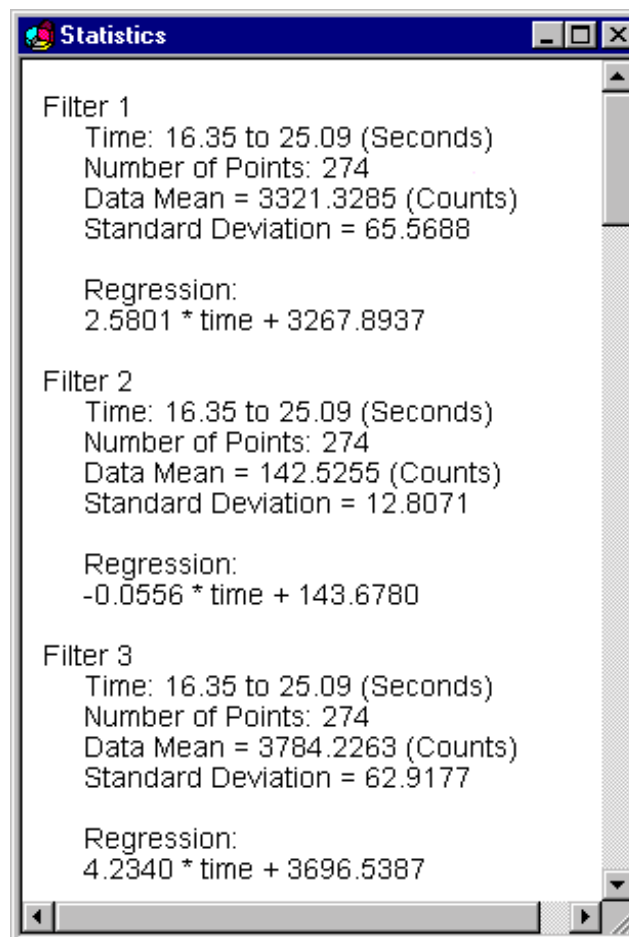 Statistics
Filter 1
Time: 16.35 to 25.09 (Seconds)
Number of Points: 274
Data Mean = 3321.3285 (Counts)
Standard Deviation = 65.5688
Regression:
2.5801 * time + 3267.8937
Filter 2
Time: 16.35 to 25.09 (Seconds)
Number of Points: 274
Data Mean = 142.5255 (Counts)
Standard Deviation = 12.8071
Regression:
-0.0556 * time + 143.6780
Filter 3
Time: 16.35 to 25.09 (Seconds)
Number of Points: 274
Data Mean = 3784.2263 (Counts)
Standard Deviation = 62.9177
Regression:
4.2340 * time + 3696.5387